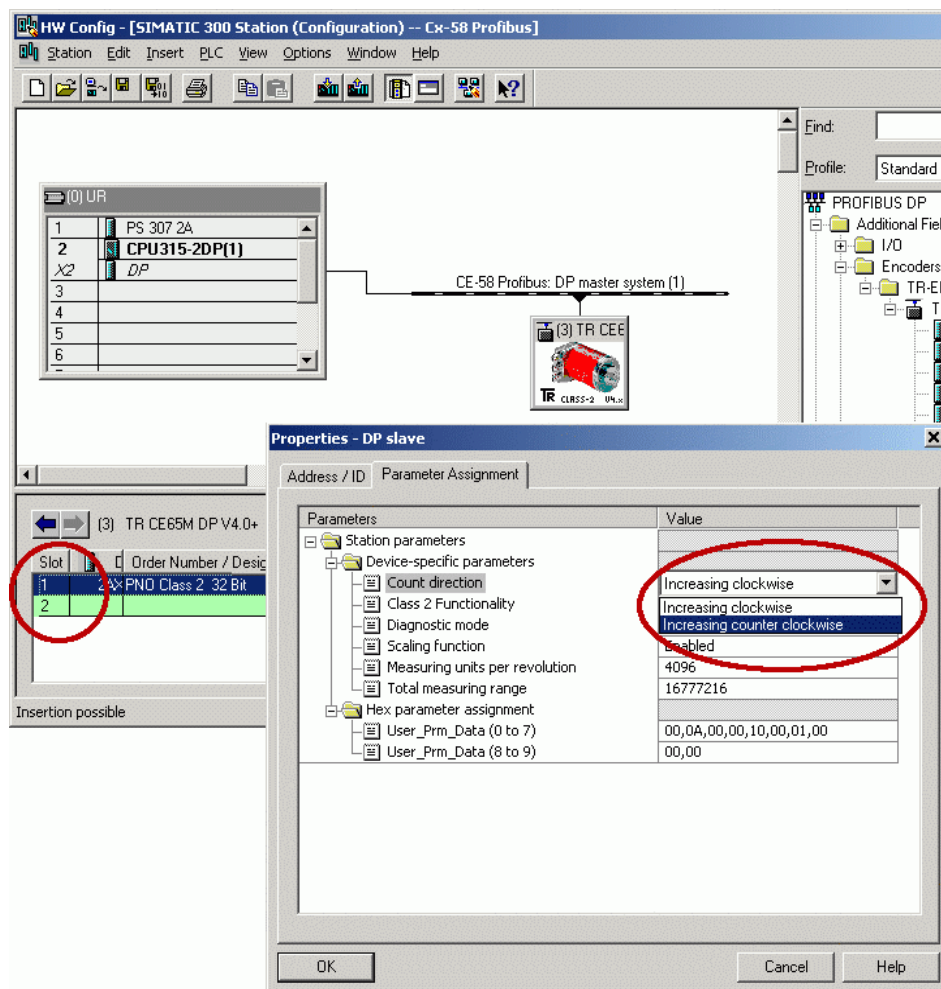 HW Config - [SIMATIC 300 Station (Configuration) -- Cx-58 Profibus]
Station Edit Insert PLC View Options Window Help
Find:
Profile: Standard
(0) UR
1 PS 307 2A
2 CPU315-2DP(1)
X2 DP
3
4
5
6
CE-58 Profibus: DP master system (1)
(3) TR CE6
TR CLASS-2 V4.x
PROFIBUS DP
Additional Fiel
I/O
Encoders
TR-El
T
Properties - DP slave
Address / ID Parameter Assignment
Parameters Value
Station parameters
Device-specific parameters
Count direction Increasing clockwise
Increasing clockwise
Class 2 Functionality
Increasing counter clockwise
Diagnostic mode
Scaling function Enabled
Measuring units per revolution 4096
Total measuring range 16777216
Hex parameter assignment
User_Prm_Data (0 to 7) 00,0A,00,00,10,00,01,00
User_Prm_Data (8 to 9) 00,00
OK Cancel Help
(3) TR CE65M DP V4.0+
Slot D Order Number / Desig
1 2AX PNO Class 2 32 Bit
2
Insertion possible